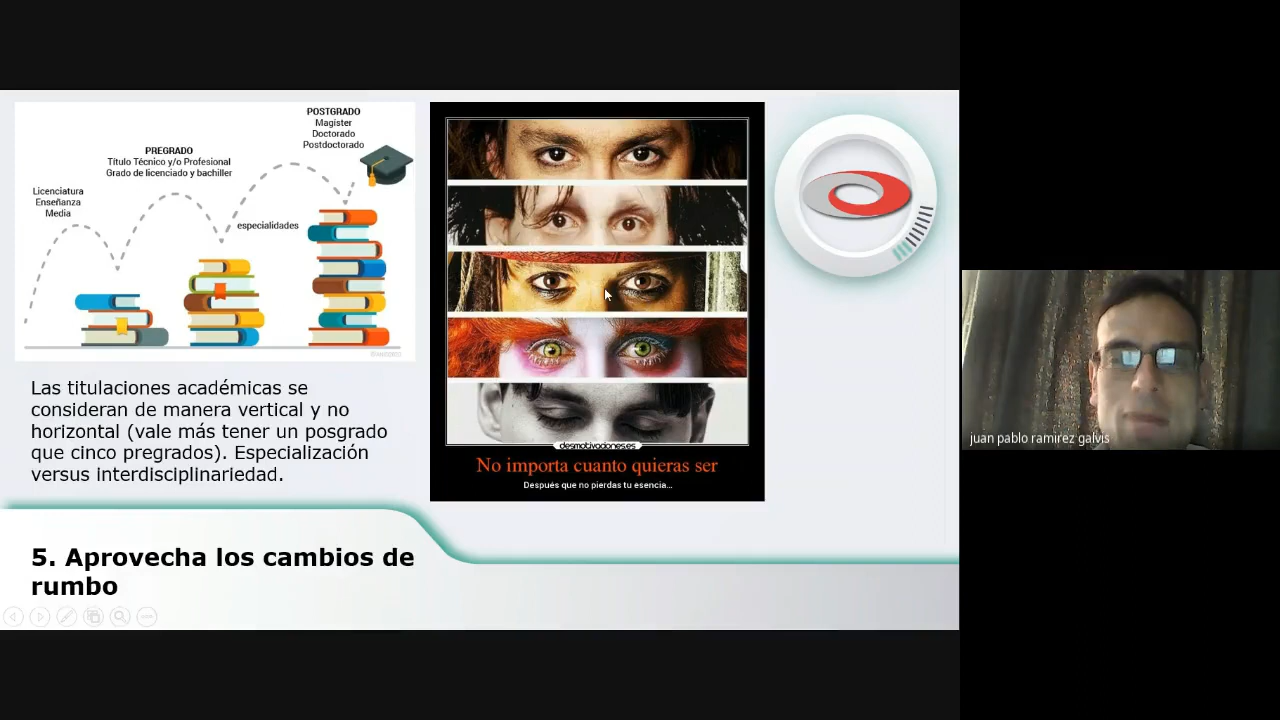 POSTGRADO
Magíster
Doctorado
Postdoctorado
PREGRADO
Título Técnico y/o Profesional
Grado de licenciado y bachiller
Licenciatura
Enseñanza
Media
especialidades
Las titulaciones académicas se
consideran de manera vertical y no
horizontal (vale más tener un posgrado
que cinco pregrados). Especialización
versus interdisciplinariedad.
desmotivaciones.es
No importa cuanto quieras ser
Después que no pierdas tu esencia...
5. Aprovecha los cambios de
rumbo
juan pablo ramirez galvis